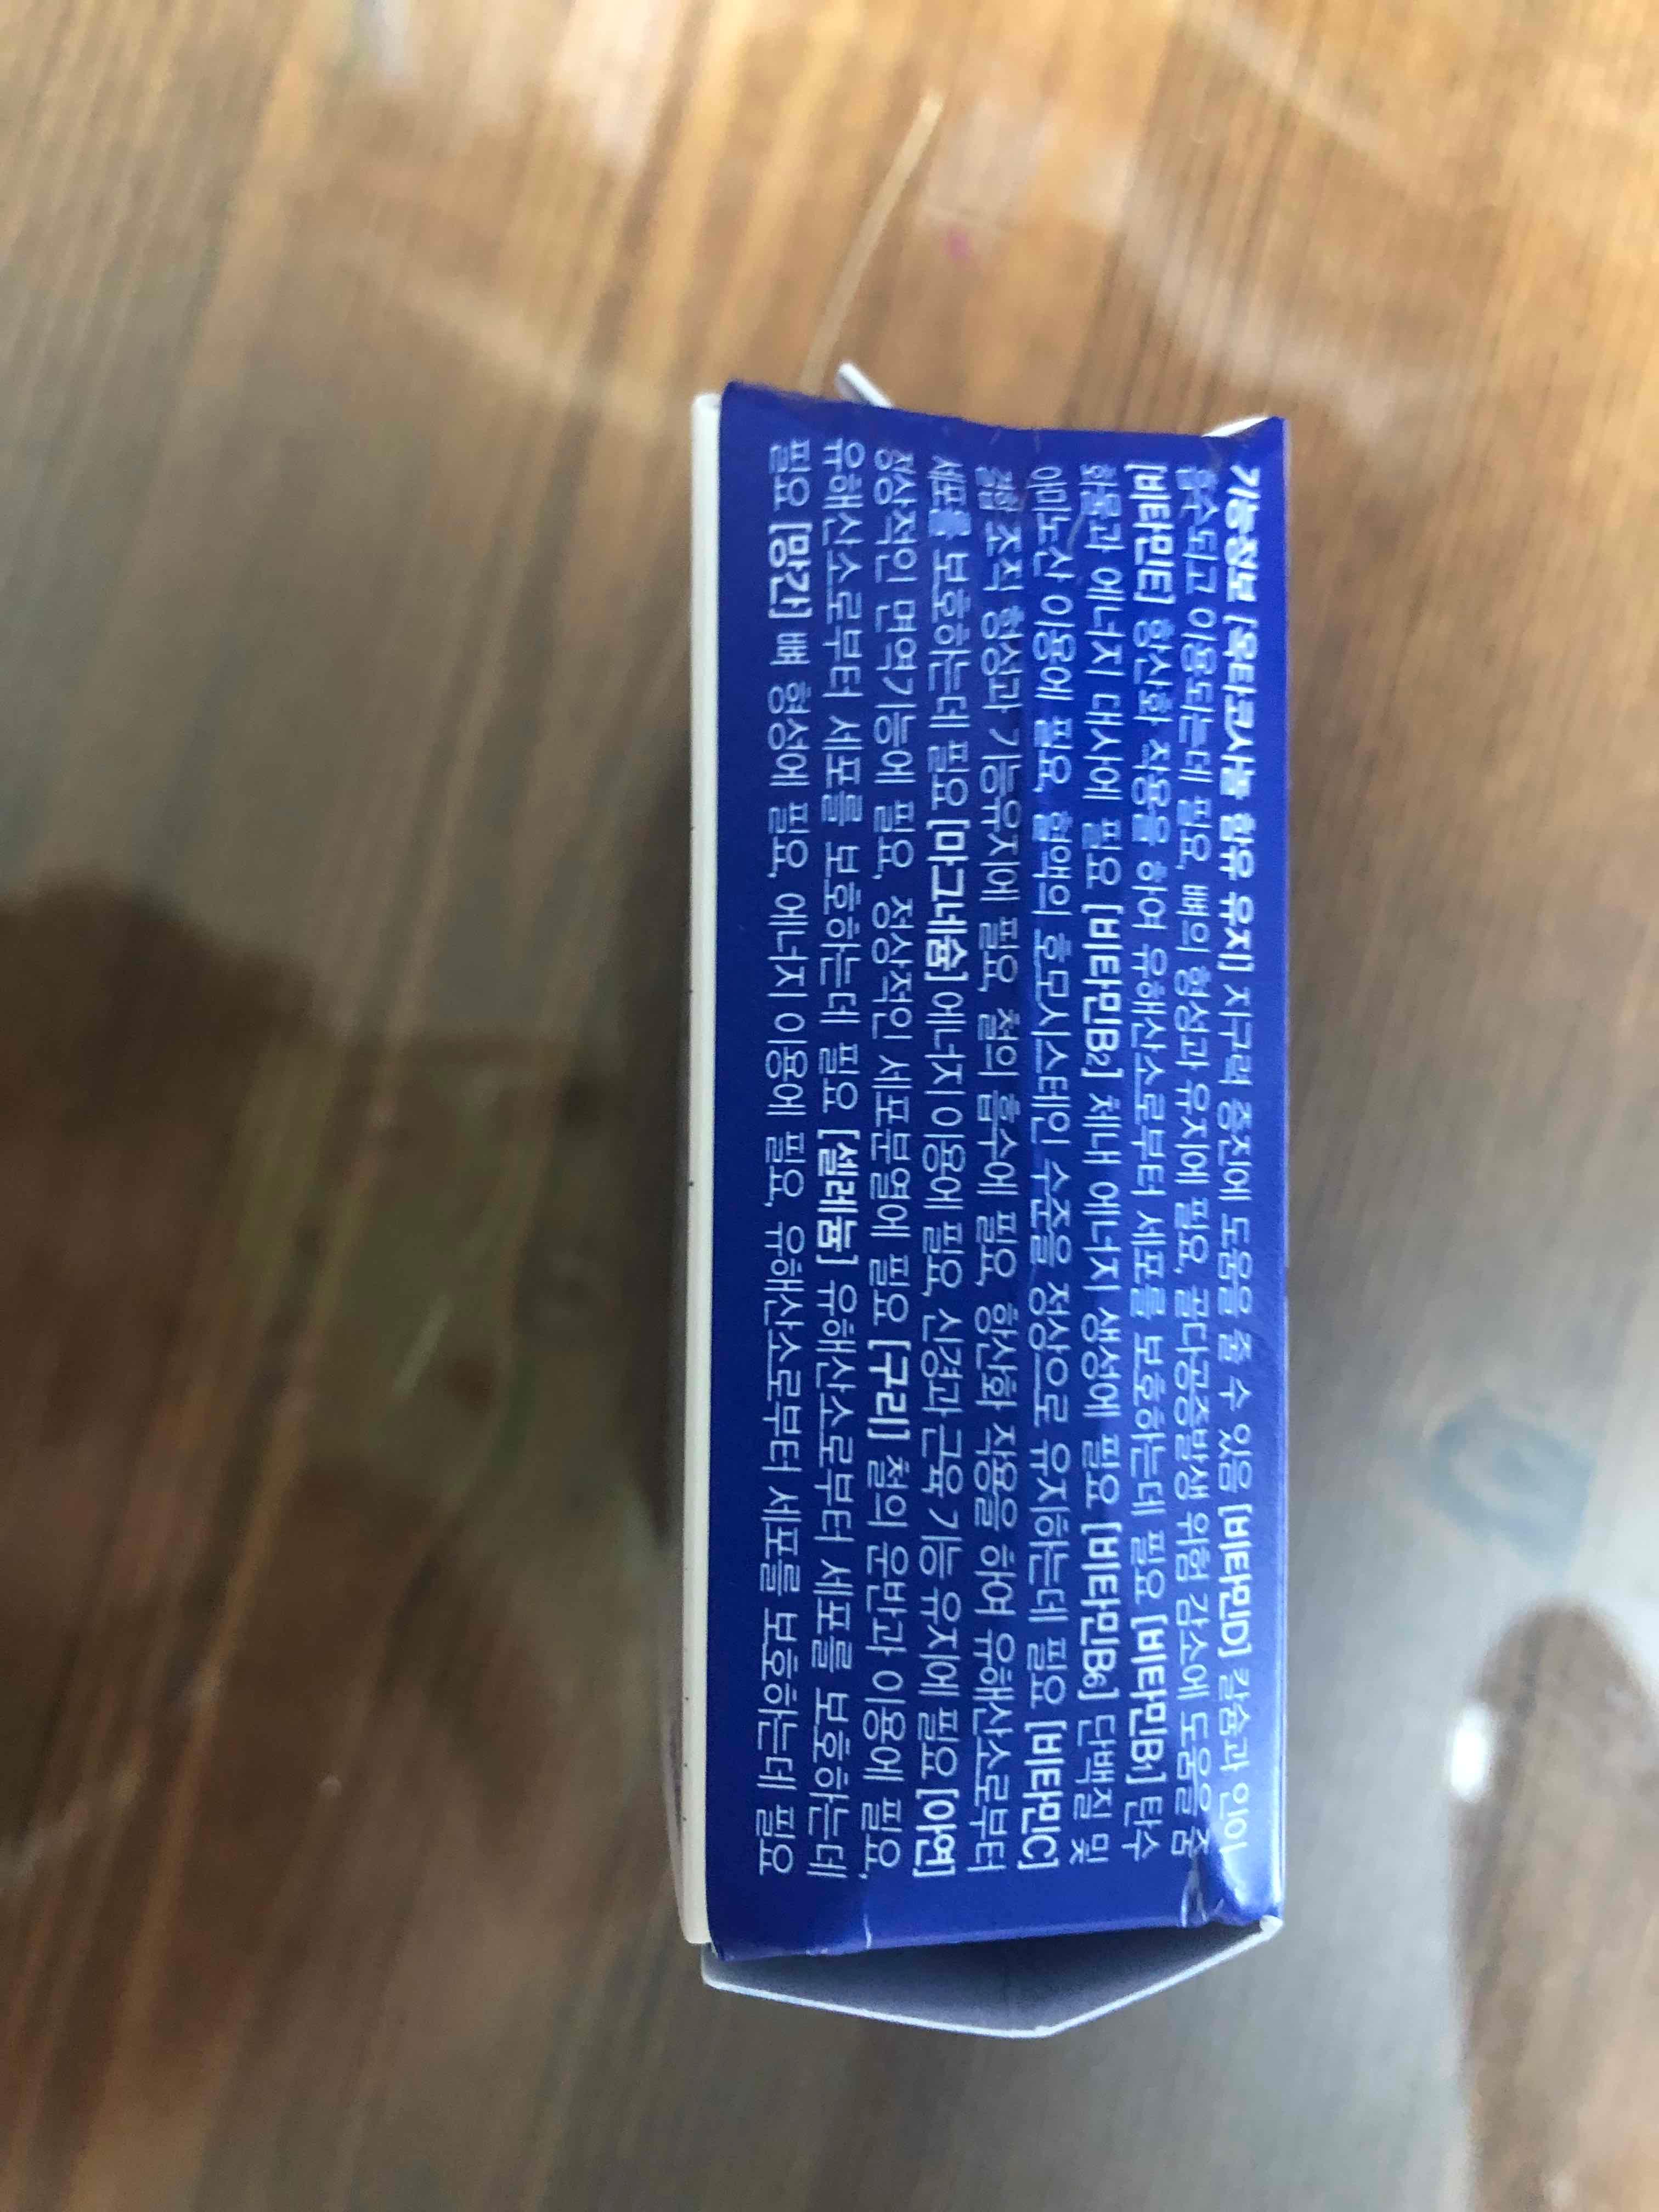 기능정보 [옥타코사놀 함유 유지] 지구력 증진에 도움을 줄 수 있음 [비타민D] 칼슘과 인이
흡수되고 이용되는데 필요, 뼈의 형성과 유지에 필요, 골다공증발생 위험 감소에 도움을 줌
[비타민E] 항산화 작용을 하여 유해산소로부터 세포를 보호하는데 필요 [비타민B1] 탄수
화물과 에너지 대사에 필요 [비타민B2] 체내 에너지 생성에 필요 [비타민B6] 단백질 및
아미노산 이용에 필요, 혈액의 호모시스테인 수준을 정상으로 유지하는데 필요 [비타민C]
결합 조직 형성과 기능유지에 필요, 철의 흡수에 필요, 항산화 작용을 하여 유해산소로부터
세포를 보호하는데 필요 [마그네슘] 에너지 이용에 필요, 신경과 근육 기능 유지에 필요 [아연]
정상적인 면역기능에 필요, 정상적인 세포분열에 필요 [구리] 철의 운반과 이용에 필요,
유해산소로부터 세포를 보호하는데 필요 [셀레늄] 유해산소로부터 세포를 보호하는데
필요 [망간] 뼈 형성에 필요, 에너지 이용에 필요, 유해산소로부터 세포를 보호하는데 필요